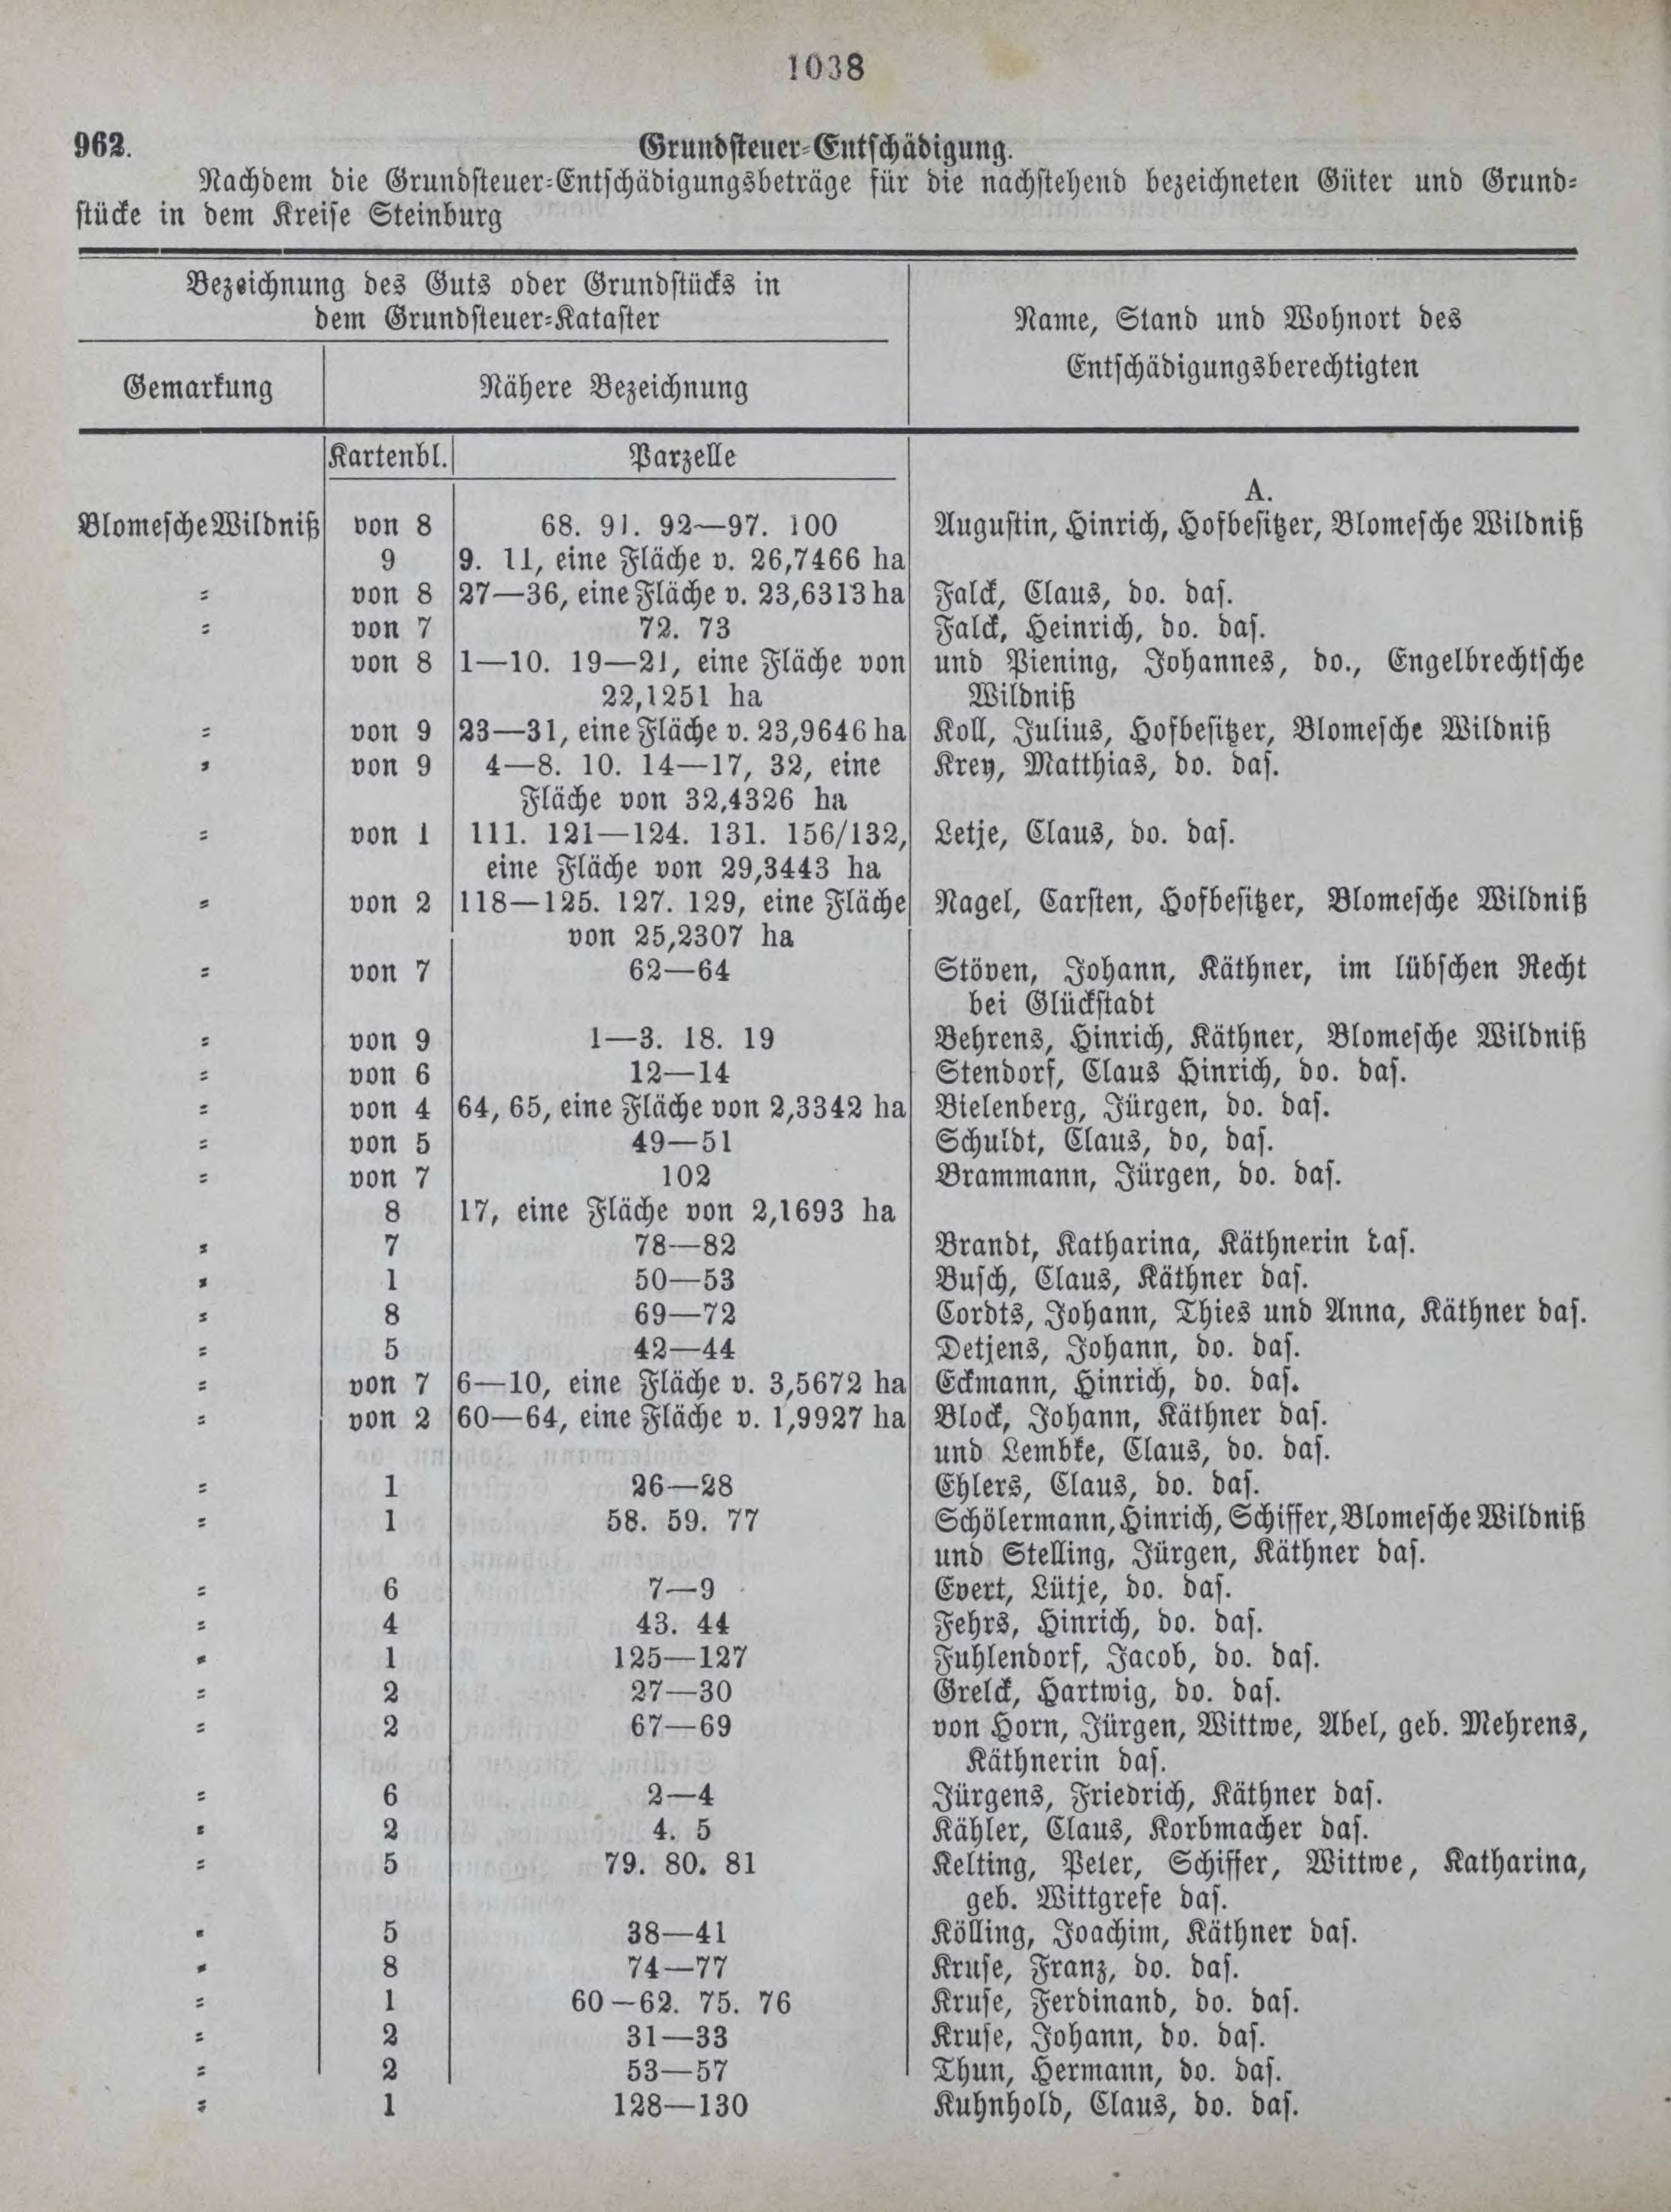 1038
962. Grundsteuer-Entschädigung.
Nachdem die Grundsteuer-Entschädigungsbeträge für die nachstehend bezeichneten Güter und Grund-
stücke in dem Kreise Steinburg
Bezeichnung des Guts oder Grundstücks in
dem Grundsteuer-Kataster
Name, Stand und Wohnort des
Entschädigungsberechtigten
Gemarkung Nähere Bezeichnung
Kartenbl. Parzelle
A.
Blomesche Wildniß von 8 68. 91. 92—97. 100 Augustin, Hinrich, Hofbesitzer, Blomesche Wildniß
9 9. 11, eine Fläche v. 26,7466 ha
= von 8 27—36, eine Fläche v. 23,6313 ha Falck, Claus, do. das.
= von 7 72. 73 Falck, Heinrich, do. das.
von 8 1—10. 19—21, eine Fläche von und Piening, Johannes, do., Engelbrechtsche
22,1251 ha Wildniß
= von 9 23—31, eine Fläche v. 23,9646 ha Koll, Julius, Hofbesitzer, Blomesche Wildniß
= von 9 4—8. 10. 14—17, 32, eine Krey, Matthias, do. das.
Fläche von 32,4326 ha
= von 1 111. 121—124. 131. 156/132, Letje, Claus, do. das.
eine Fläche von 29,3443 ha
= von 2 118—125. 127. 129, eine Fläche Nagel, Carsten, Hofbesitzer, Blomesche Wildniß
von 25,2307 ha
= von 7 62—64 Stöven, Johann, Käthner, im lübschen Recht
bei Glückstadt
= von 9 1—3. 18. 19 Behrens, Hinrich, Käthner, Blomesche Wildniß
= von 6 12—14 Stendorf, Claus Hinrich, do. das.
= von 4 64, 65, eine Fläche von 2,3342 ha Bielenberg, Jürgen, do. das.
= von 5 49—51 Schuldt, Claus, do, das.
= von 7 102 Brammann, Jürgen, do. das.
8 17, eine Fläche von 2,1693 ha
= 7 78—82 Brandt, Katharina, Käthnerin das.
= 1 50—53 Busch, Claus, Käthner das.
= 8 69—72 Cordts, Johann, Thies und Anna, Käthner das.
= 5 42—44 Detjens, Johann, do. das.
= von 7 6—10, eine Fläche v. 3,5672 ha Eckmann, Hinrich, do. das.
= von 2 60—64, eine Fläche v. 1,9927 ha Block, Johann, Käthner das.
und Lembke, Claus, do. das.
= 1 26—28 Ehlers, Claus, do. das.
= 1 58. 59. 77 Schölermann, Hinrich, Schiffer, Blomesche Wildniß
und Stelling, Jürgen, Käthner das.
= 6 7—9 Evert, Lütje, do. das.
= 4 43. 44 Fehrs, Hinrich, do. das.
= 1 125—127 Fuhlendorf, Jacob, do. das.
= 2 27—30 Grelck, Hartwig, do. das.
= 2 67—69 von Horn, Jürgen, Wittwe, Abel, geb. Mehrens,
Käthnerin das.
= 6 2—4 Jürgens, Friedrich, Käthner das.
= 2 4. 5 Kähler, Claus, Korbmacher das.
= 5 79. 80. 81 Kelting, Peter, Schiffer, Wittwe, Katharina,
geb. Wittgrefe das.
= 5 38—41 Kölling, Joachim, Käthner das.
= 8 74—77 Kruse, Franz, do. das.
= 1 60—62. 75. 76 Kruse, Ferdinand, do. das.
= 2 31—33 Kruse, Johann, do. das.
= 2 53—57 Thun, Hermann, do. das.
= 1 128—130 Kuhnhold, Claus, do. das.